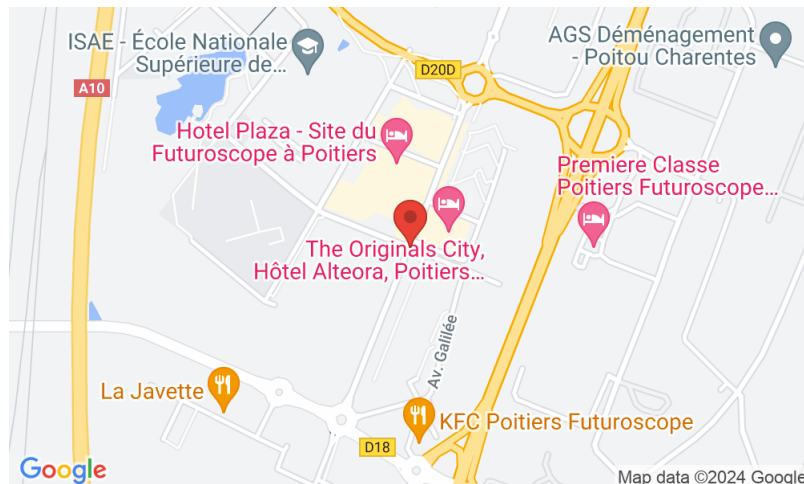 ISAE - École Nationale
Supérieure de...
D20D
AGS Déménagement
- Poitou Charentes
A10
Hotel Plaza - Site du
Futuroscope à Poitiers
Premiere Classe
Poitiers Futuroscope...
The Originals City,
Hôtel Alteora, Poitiers...
Av. Galilée
La Javette
KFC Poitiers Futuroscope
D18
Google
Map data ©2024 Google